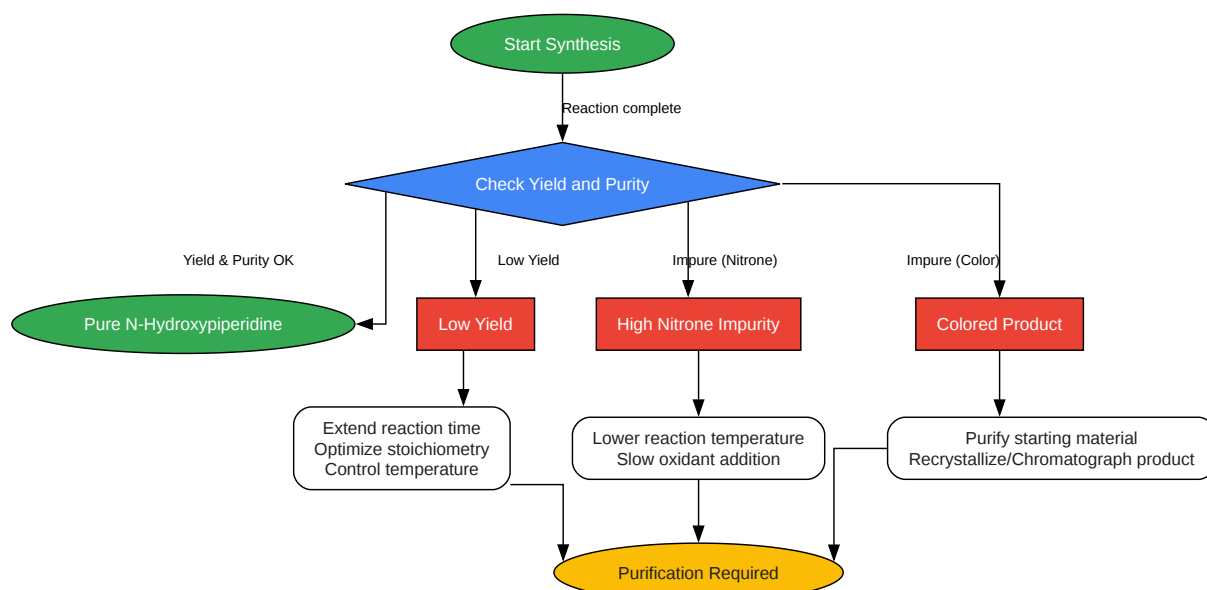 Start Synthesis
Reaction complete
Check Yield and Purity
Yield & Purity OK
Low Yield
Impure (Nitrone)
Impure (Color)
Pure N-Hydroxypiperidine
Low Yield
High Nitrone Impurity
Colored Product
Extend reaction time
Optimize stoichiometry
Control temperature
Lower reaction temperature
Slow oxidant addition
Purify starting material
Recrystallize/Chromatograph product
Purification Required